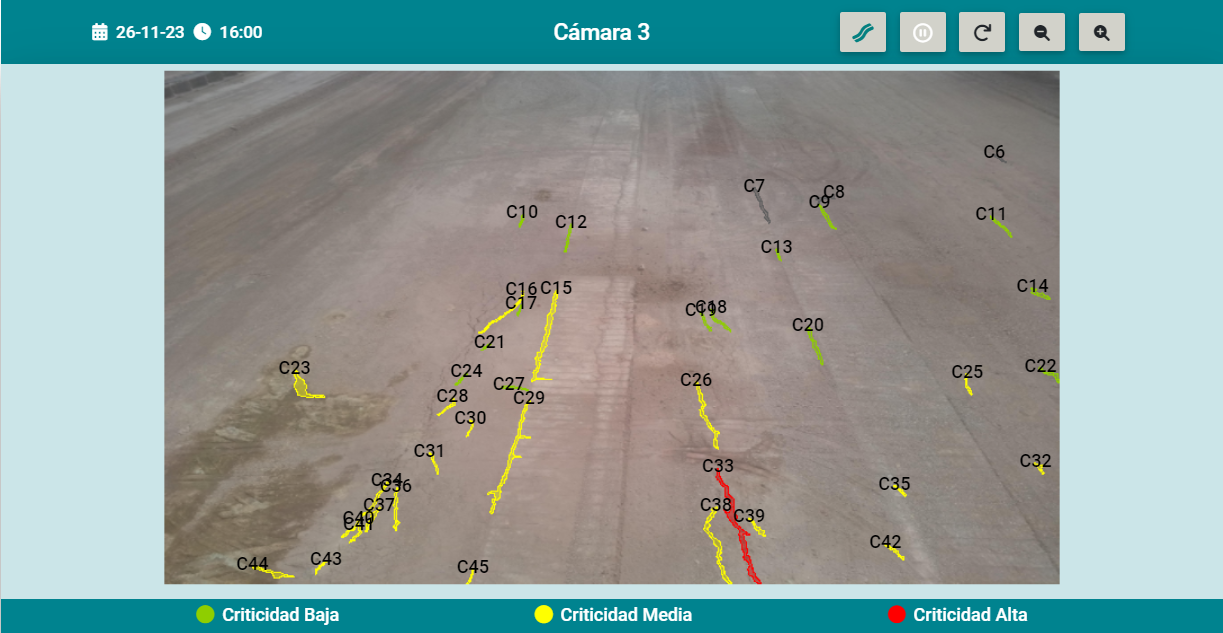 26-11-23 16:00 Cámara 3
C6
C7
C8
C9
C10
C11
C12
C13
C14
C16 C15
C17
C19 C18
C20
C21
C23
C24
C25
C22
C27
C26
C28
C29
C30
C31
C32
C33
C34
C36
C35
C37
C38
C39
C40
C41
C42
C43
C44
C45
Criticidad Baja Criticidad Media Criticidad Alta